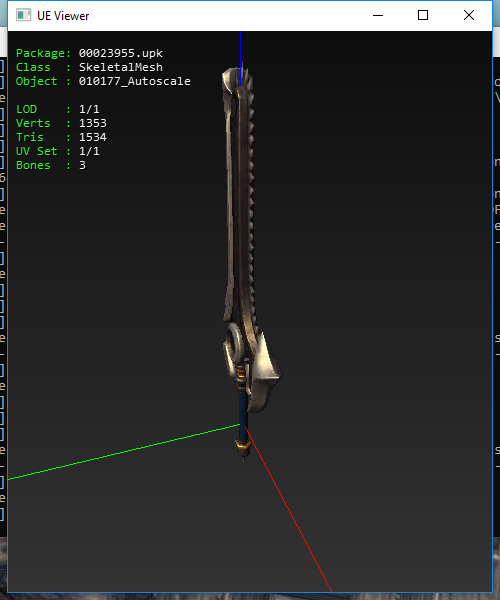 UE Viewer
Package: 00023955.upk
Class  : SkeletalMesh
Object : 010177_Autoscale
LOD    : 1/1
Verts  : 1353
Tris   : 1534
UV Set : 1/1
Bones  : 3